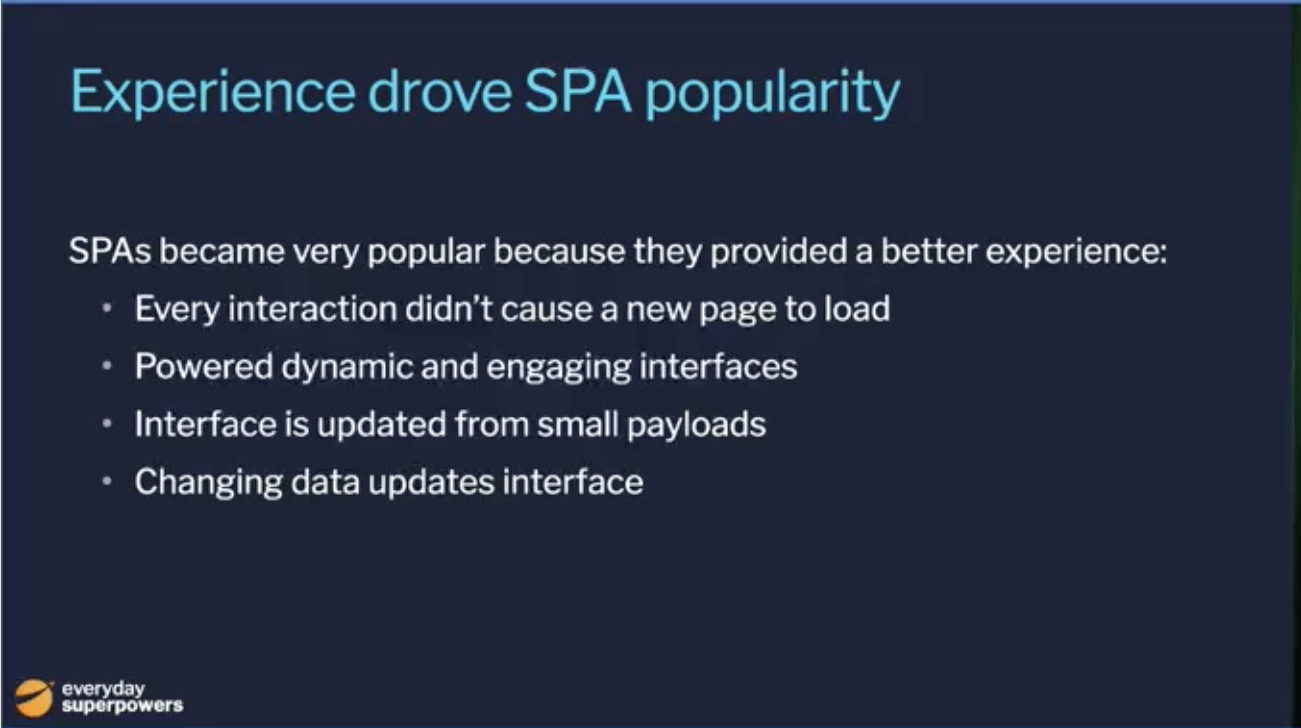 Experience drove SPA popularity
SPAs became very popular because they provided a better experience:
• Every interaction didn't cause a new page to load
• Powered dynamic and engaging interfaces
• Interface is updated from small payloads
• Changing data updates interface
everyday
superpowers